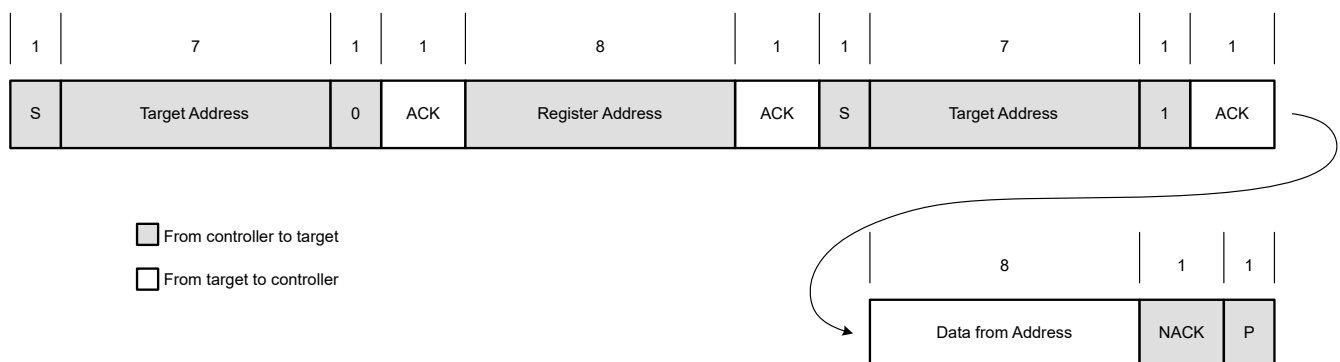 1 7 1 1 8 1 1 7 1 1
S Target Address 0 ACK Register Address ACK S Target Address 1 ACK
From controller to target
From target to controller
8 1 1
Data from Address NACK P